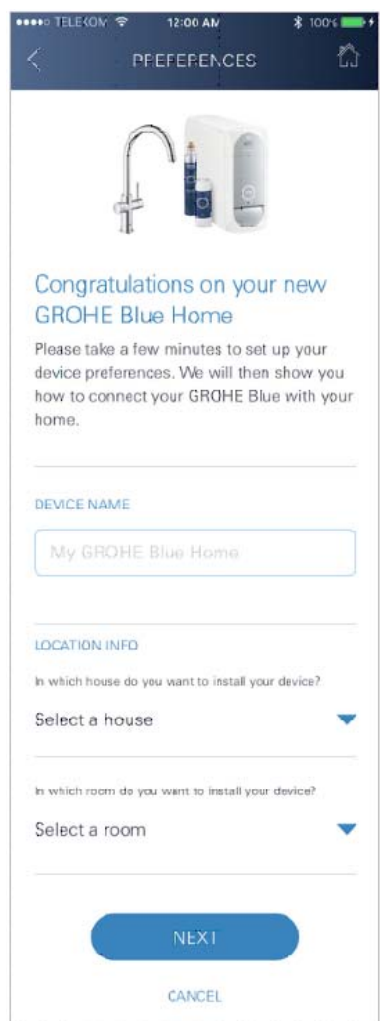 TELEKOM 12:00 AM 100%
PREFERENCES
Congratulations on your new
GROHE Blue Home
Please take a few minutes to set up your
device preferences. We will then show you
how to connect your GROHE Blue with your
home.
DEVICE NAME
My GROHE Blue Home
LOCATION INFO
In which house do you want to install your device?
Select a house
In which room do you want to install your device?
Select a room
NEXT
CANCEL